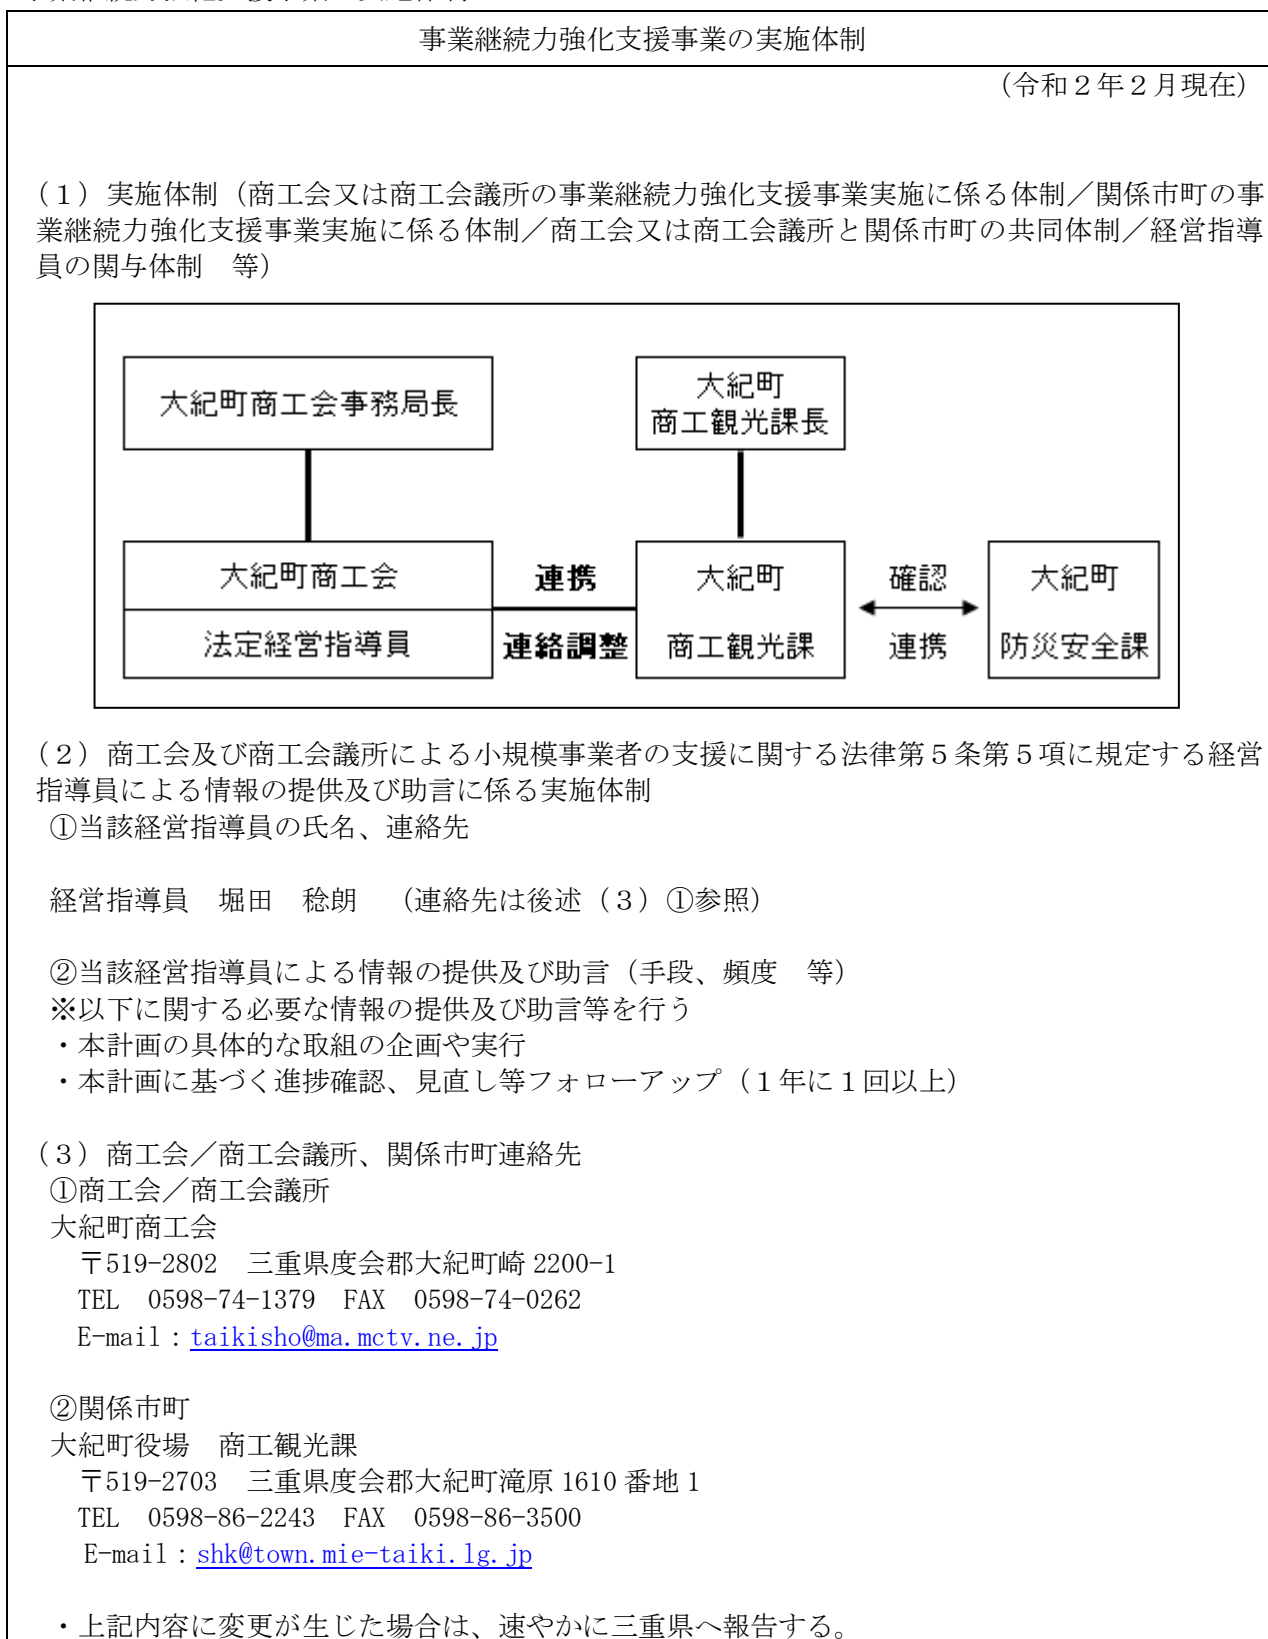 事業継続力強化支援事業の実施体制
（令和２年２月現在）
（１）実施体制（商工会又は商工会議所の事業継続力強化支援事業実施に係る体制／関係市町の事
業継続力強化支援事業実施に係る体制／商工会又は商工会議所と関係市町の共同体制／経営指導
員の関与体制　等）
大紀町商工会事務局長
大紀町
商工観光課長
大紀町商工会
法定経営指導員
連携
連絡調整
大紀町
商工観光課
確認
連携
大紀町
防災安全課
（２）商工会及び商工会議所による小規模事業者の支援に関する法律第５条第５項に規定する経営
指導員による情報の提供及び助言に係る実施体制
①当該経営指導員の氏名、連絡先
経営指導員　堀田　稔朗　（連絡先は後述（３）①参照）
②当該経営指導員による情報の提供及び助言（手段、頻度　等）
※以下に関する必要な情報の提供及び助言等を行う
・本計画の具体的な取組の企画や実行
・本計画に基づく進捗確認、見直し等フォローアップ（１年に１回以上）
（３）商工会／商工会議所、関係市町連絡先
①商工会／商工会議所
大紀町商工会
〒519-2802　三重県度会郡大紀町崎 2200-1
TEL　0598-74-1379　FAX　0598-74-0262
E-mail：taikisho@ma.mctv.ne.jp
②関係市町
大紀町役場　商工観光課
〒519-2703　三重県度会郡大紀町滝原 1610 番地 1
TEL　0598-86-2243　FAX　0598-86-3500
E-mail：shk@town.mie-taiki.lg.jp
・上記内容に変更が生じた場合は、速やかに三重県へ報告する。